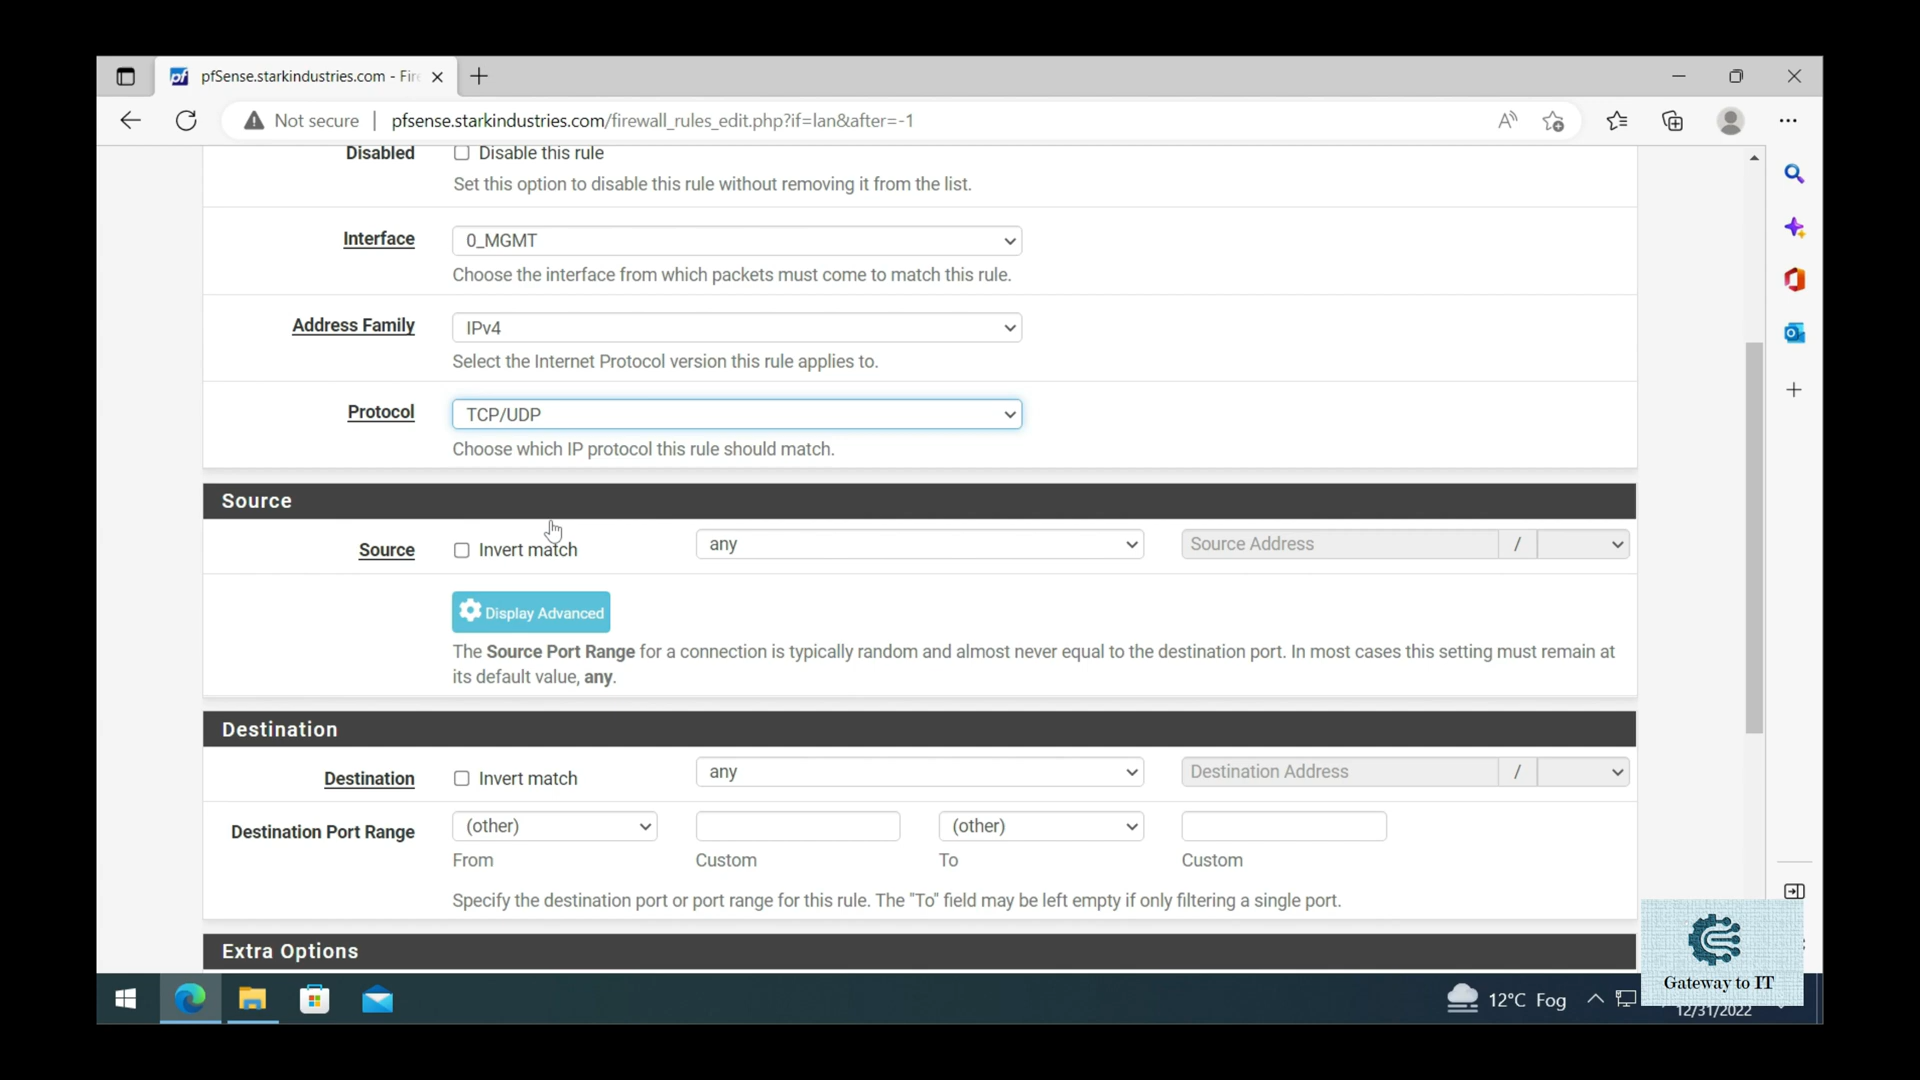 pfSense.starkindustries.com - Fire
Not secure | pfsense.starkindustries.com/firewall_rules_edit.php?if=lan&after=-1
Disabled Disable this rule
Set this option to disable this rule without removing it from the list.
Interface 0_MGMT
Choose the interface from which packets must come to match this rule.
Address Family IPv4
Select the Internet Protocol version this rule applies to.
Protocol TCP/UDP
Choose which IP protocol this rule should match.
Source
Source Invert match any Source Address /
Display Advanced
The Source Port Range for a connection is typically random and almost never equal to the destination port. In most cases this setting must remain at
its default value, any.
Destination
Destination Invert match any Destination Address /
Destination Port Range (other) (other)
From Custom To Custom
Specify the destination port or port range for this rule. The "To" field may be left empty if only filtering a single port.
Extra Options
Gateway to IT
12°C Fog
12/31/2022